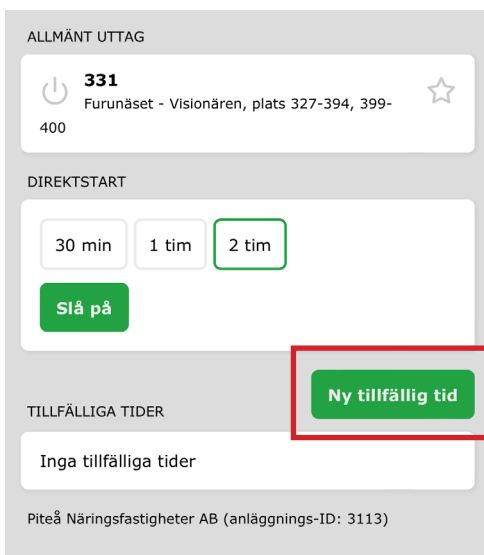 ALLMÄNT UTTAG
331
Furunäset - Visionären, plats 327-394, 399-
400
DIREKTSTART
30 min 1 tim 2 tim
Slå på
Ny tillfällig tid
TILLFÄLLIGA TIDER
Inga tillfälliga tider
Piteå Näringsfastigheter AB (anläggnings-ID: 3113)